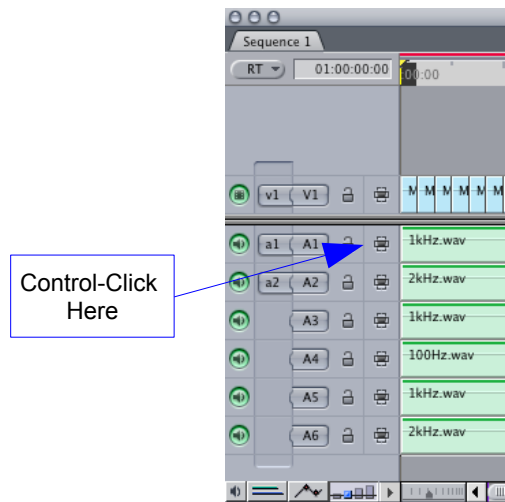 Sequence 1
RT 01:00:00:00 :00:00
v1 V1 M M M M M M
a1 A1 1kHz.wav
a2 A2 2kHz.wav
A3 1kHz.wav
A4 100Hz.wav
A5 1kHz.wav
A6 2kHz.wav
Control-Click
Here